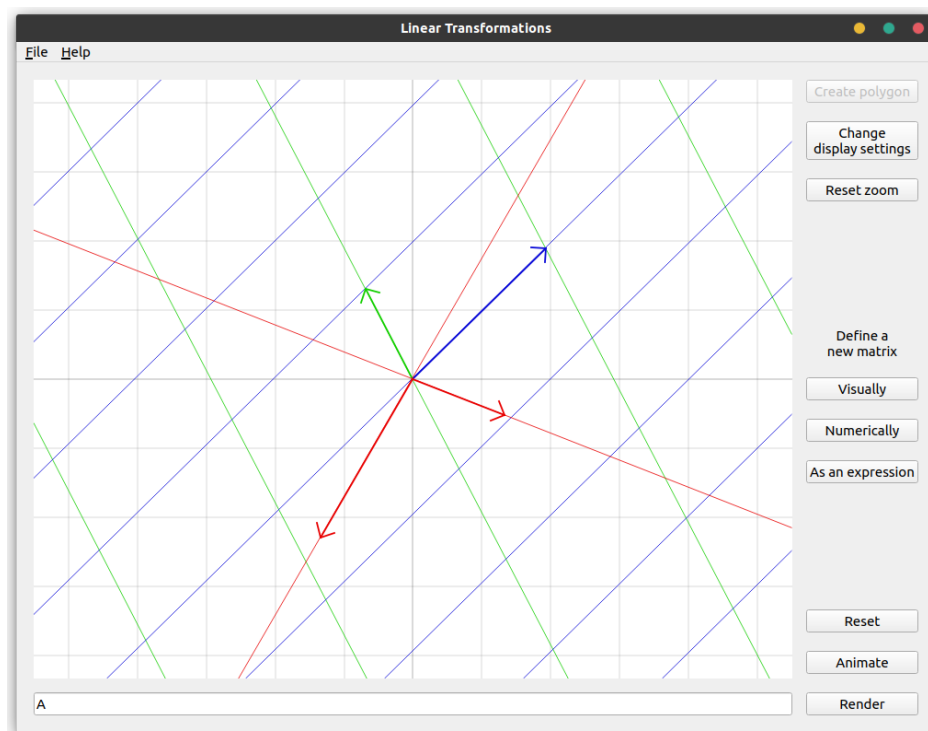 Linear Transformations
File Help
Create polygon
Change
display settings
Reset zoom
Define a
new matrix
Visually
Numerically
As an expression
Reset
Animate
A
Render